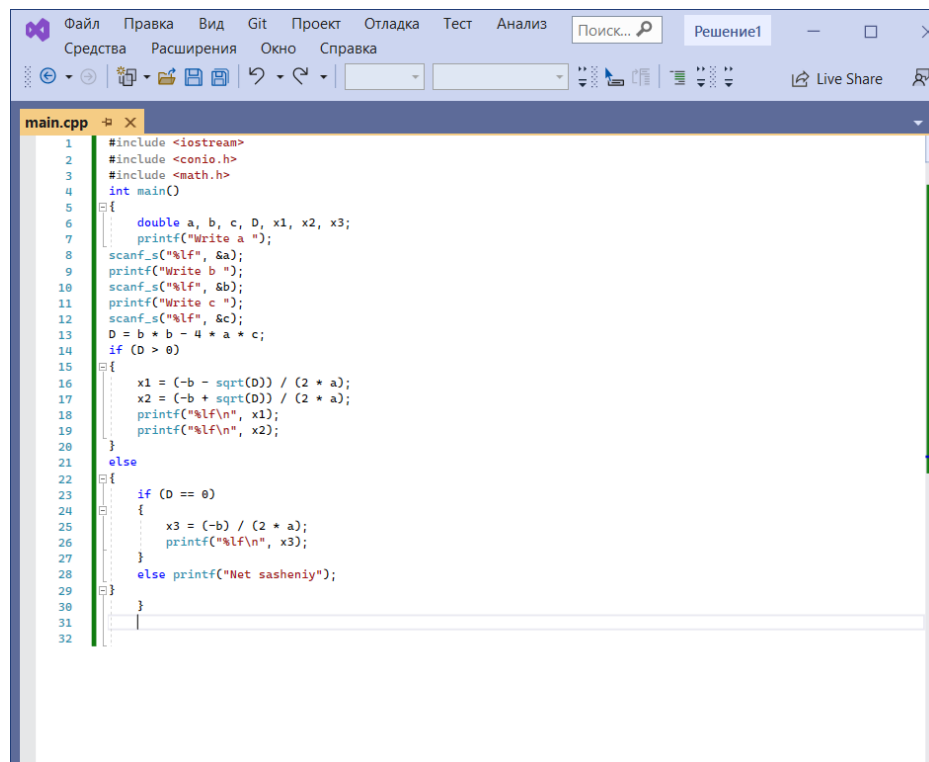 Файл Правка Вид Git Проект Отладка Тест Анализ Поиск... Решение1
Средства Расширения Окно Справка
Live Share
main.cpp
1 #include <iostream>
2 #include <conio.h>
3 #include <math.h>
4 int main()
5 {
6 double a, b, c, D, x1, x2, x3;
7 printf("Write a ");
8 scanf_s("%lf", &a);
9 printf("Write b ");
10 scanf_s("%lf", &b);
11 printf("Write c ");
12 scanf_s("%lf", &c);
13 D = b * b - 4 * a * c;
14 if (D > 0)
15 {
16 x1 = (-b - sqrt(D)) / (2 * a);
17 x2 = (-b + sqrt(D)) / (2 * a);
18 printf("%lf\n", x1);
19 printf("%lf\n", x2);
20 }
21 else
22 {
23 if (D == 0)
24 {
25 x3 = (-b) / (2 * a);
26 printf("%lf\n", x3);
27 }
28 else printf("Net sasheniy");
29 }
30 }
31
32